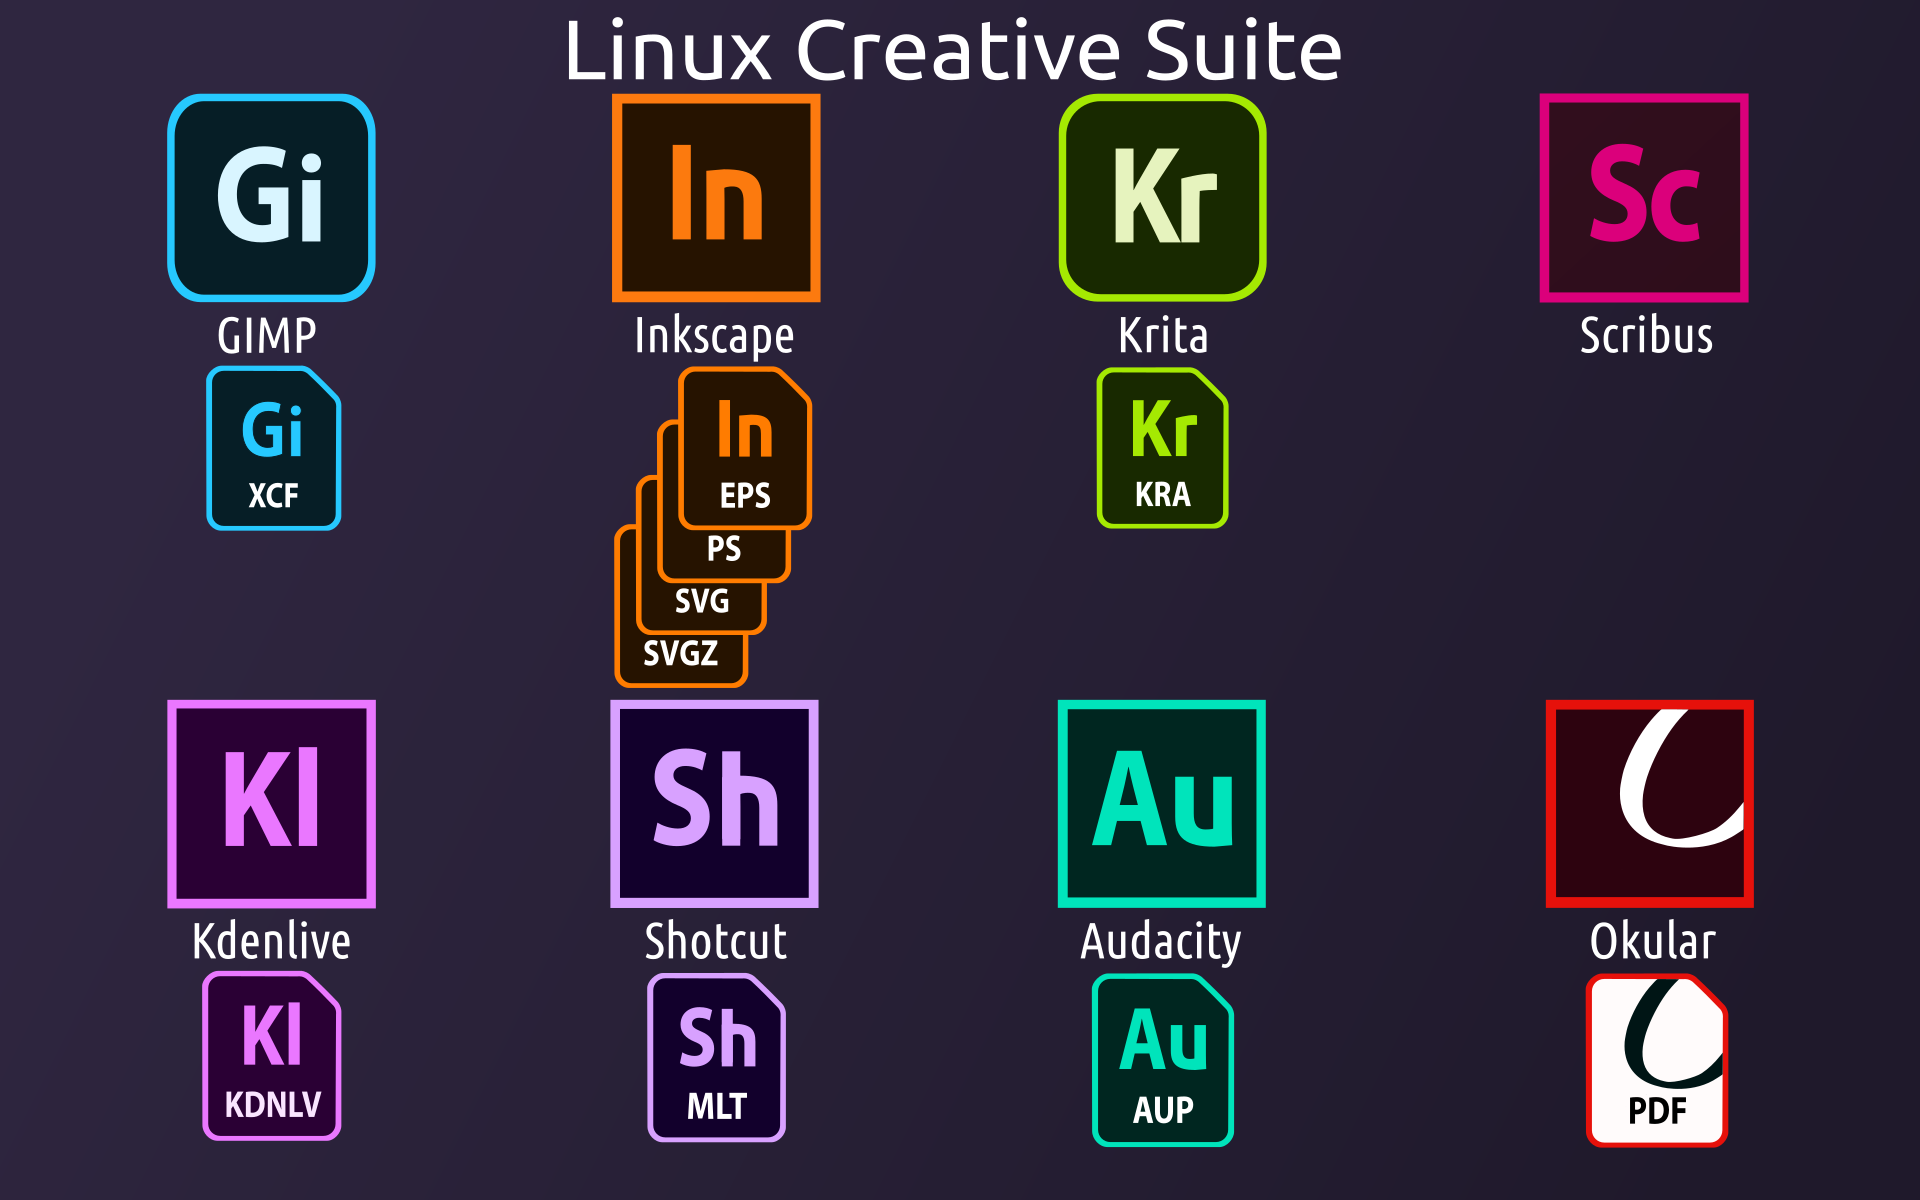 Linux Creative Suite
Gi
In
Kr
Sc
GIMP
Inkscape
Krita
Scribus
Gi
XCF
In
EPS
PS
SVG
SVGZ
Kr
KRA
Kl
Sh
Au
Kdenlive
Shotcut
Audacity
Okular
Kl
KDNLV
Sh
MLT
Au
AUP
PDF